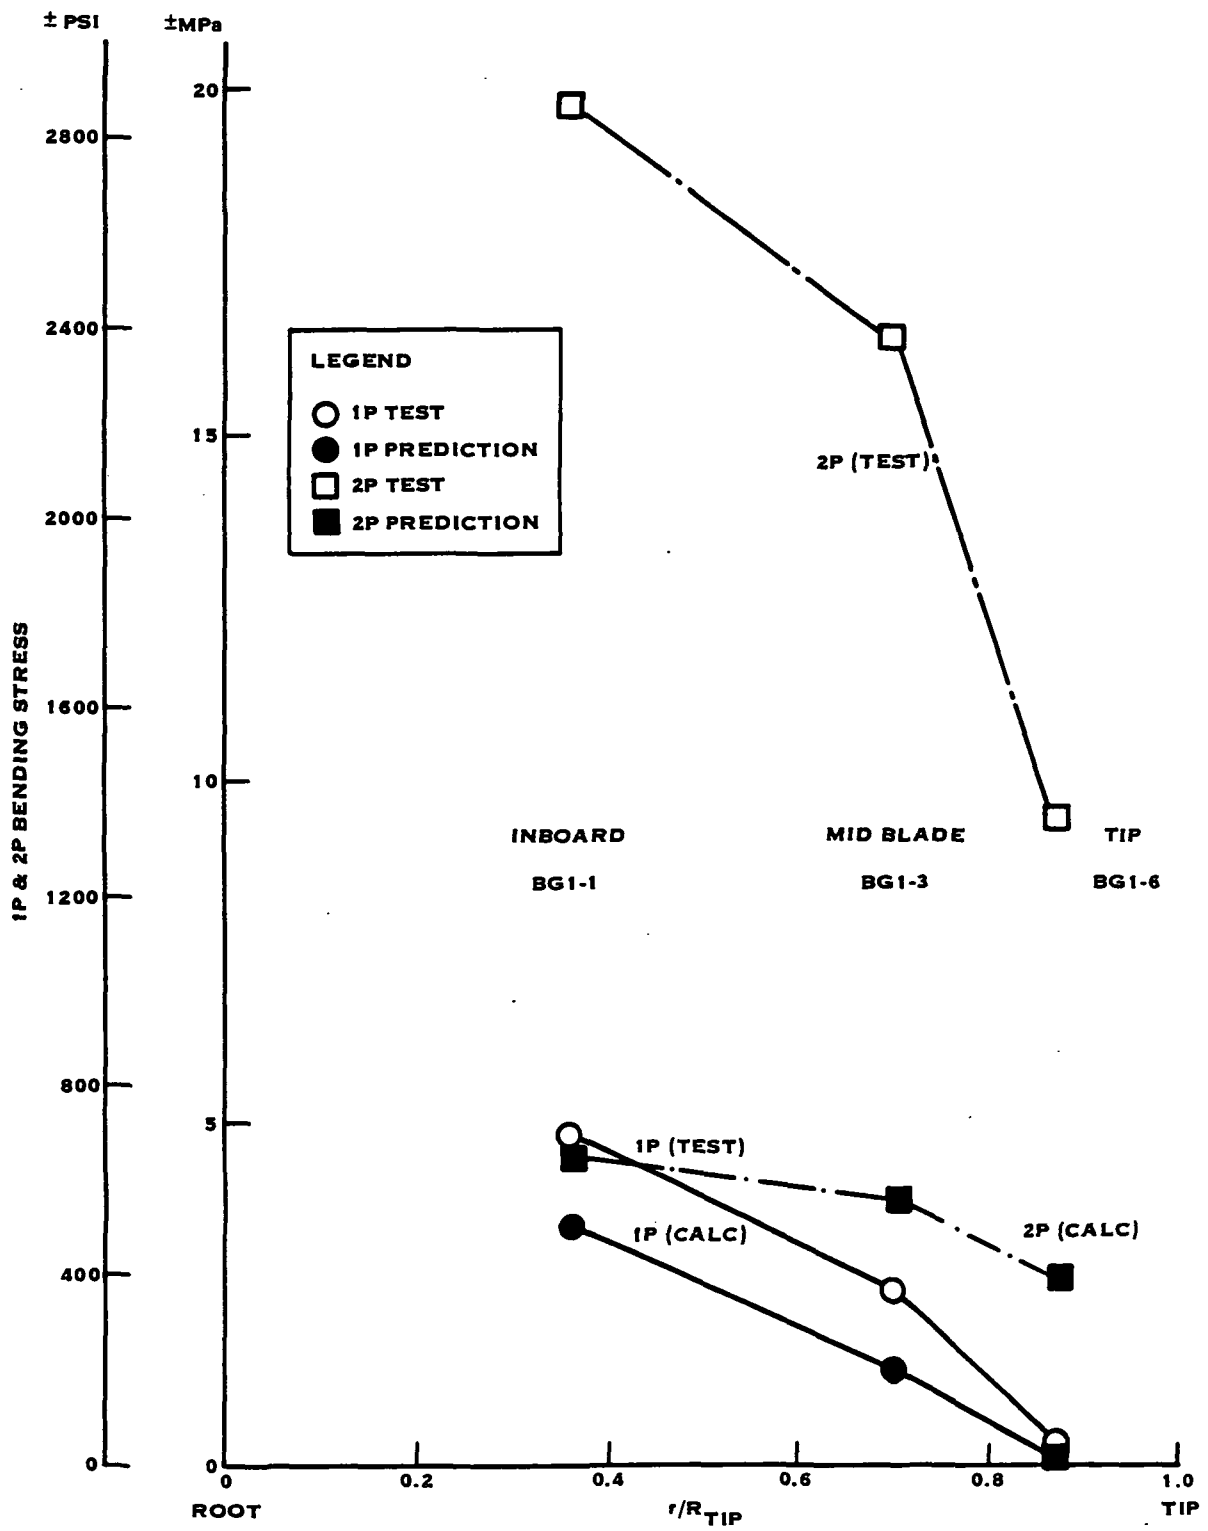 ± PSI
±MPa
20
2800
2400
LEGEND
1P TEST
1P PREDICTION
2P TEST
2P PREDICTION
15
2P (TEST)
2000
1P & 2P BENDING STRESS
1600
10
INBOARD
MID BLADE
TIP
BG1-1
BG1-3
BG1-6
1200
800
5
1P (TEST)
1P (CALC)
2P (CALC)
400
0
0
0 0.2 0.4 0.6 0.8 1.0
ROOT
r/RTIP
TIP